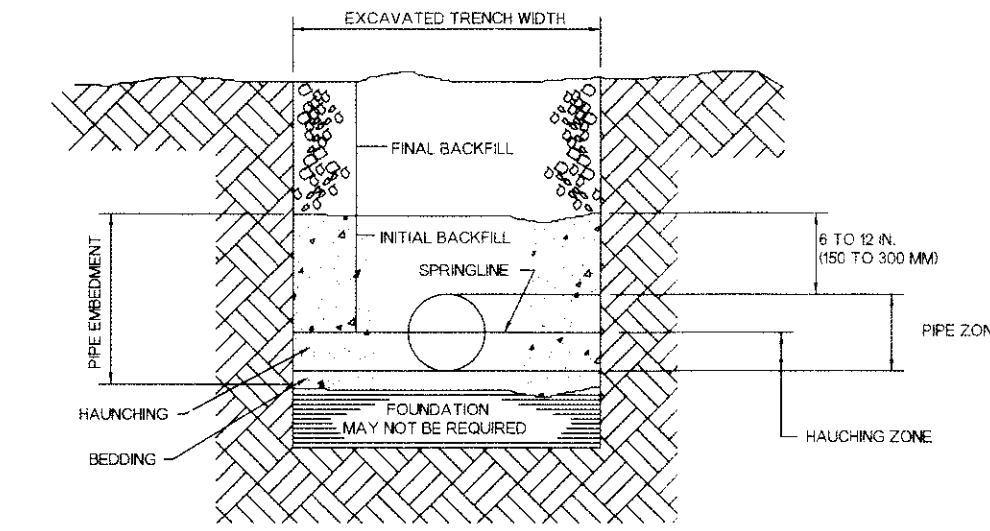 EXCAVATED TRENCH WIDTH
FINAL BACKFILL
INITIAL BACKFILL
SPRINGLINE
6 TO 12 IN.
(150 TO 300 MM)
PIPE EMBEDMENT
PIPE ZON
HAUNCHING
FOUNDATION
MAY NOT BE REQUIRED
HAUCHING ZONE
BEDDING